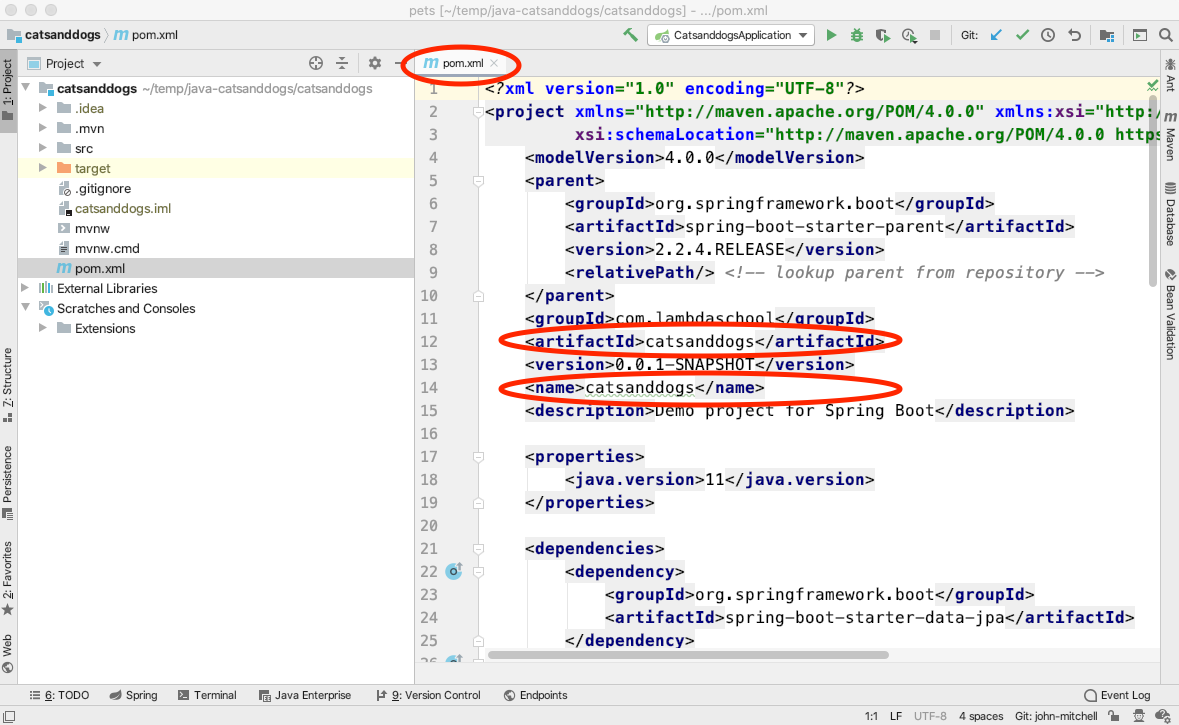 pets [~/temp/java-catsanddogs/catsanddogs] - .../pom.xml
catsanddogs
pom.xml
CatsanddogsApplication
Git:
1: Project
7: Structure
Persistence
2: Favorites
Web
Project
catsanddogs ~/temp/java-catsanddogs/catsanddogs
.idea
.mvn
src
target
.gitignore
catsanddogs.iml
mvnw
mvnw.cmd
pom.xml
External Libraries
Scratches and Consoles
Extensions
pom.xml
1 <?xml version="1.0" encoding="UTF-8"?>
2 <project xmlns="http://maven.apache.org/POM/4.0.0" xmlns:xsi="http:/
3 xsi:schemaLocation="http://maven.apache.org/POM/4.0.0 https
4 <modelVersion>4.0.0</modelVersion>
5 <parent>
6 <groupId>org.springframework.boot</groupId>
7 <artifactId>spring-boot-starter-parent</artifactId>
8 <version>2.2.4.RELEASE</version>
9 <relativePath/> <!-- lookup parent from repository -->
10 </parent>
11 <groupId>com.lambdaschool</groupId>
12 <artifactId>catsanddogs</artifactId>
13 <version>0.0.1-SNAPSHOT</version>
14 <name>catsanddogs</name>
15 <description>Demo project for Spring Boot</description>
16
17 <properties>
18 <java.version>11</java.version>
19 </properties>
20
21 <dependencies>
22 <dependency>
23 <groupId>org.springframework.boot</groupId>
24 <artifactId>spring-boot-starter-data-jpa</artifactId>
25 </dependency>
26
Ant
Maven
Database
Bean Validation
6: TODO
Spring
Terminal
Java Enterprise
9: Version Control
Endpoints
Event Log
1:1 LF UTF-8 4 spaces Git: john-mitchell